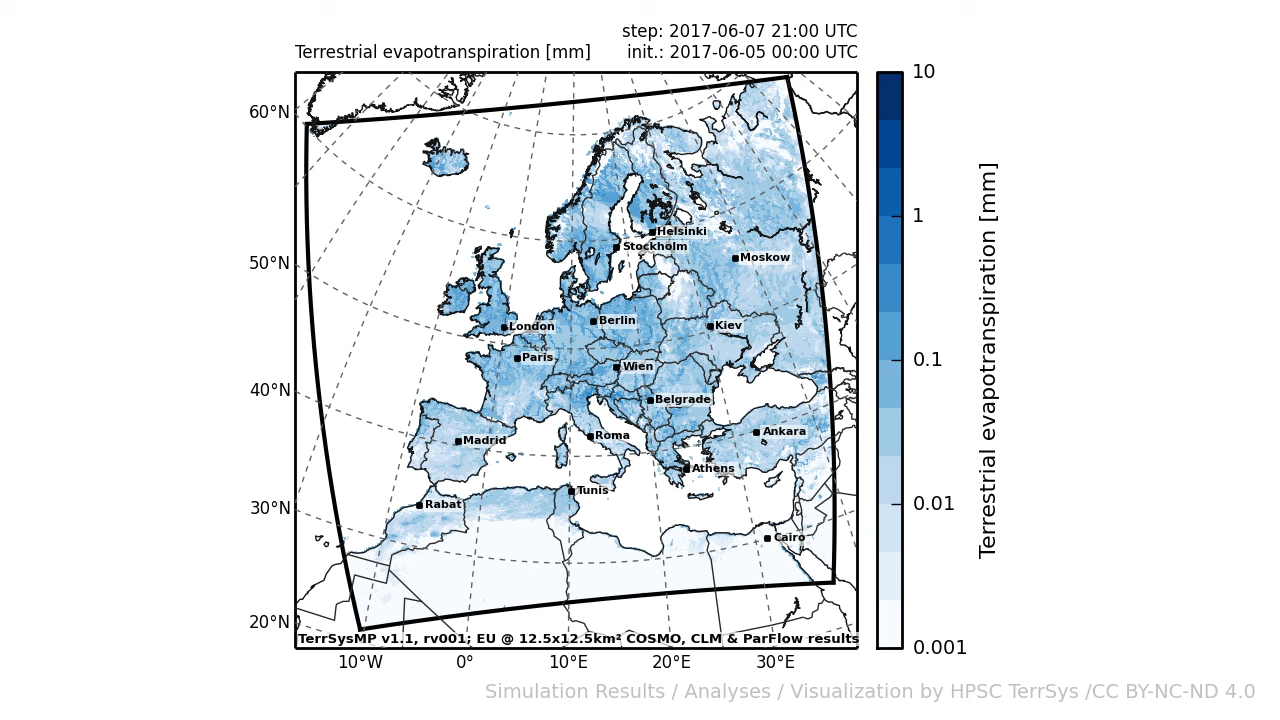 step: 2017-06-07 21:00 UTC
Terrestrial evapotranspiration [mm] init.: 2017-06-05 00:00 UTC
10
60°N
1
Helsinki
Stockholm
Moscow
50°N
London
Berlin
Kiev
Paris
0.1
Wien
40°N
Belgrade
Madrid
Roma
Ankara
Athens
Tunis
Rabat
0.01
30°N
Cairo
20°N
TerrSysMP v1.1, rv001; EU @ 12.5x12.5km² COSMO, CLM & ParFlow results
0.001
10°W 0° 10°E 20°E 30°E
Terrestrial evapotranspiration [mm]
Simulation Results / Analyses / Visualization by HPSC TerrSys /CC BY-NC-ND 4.0